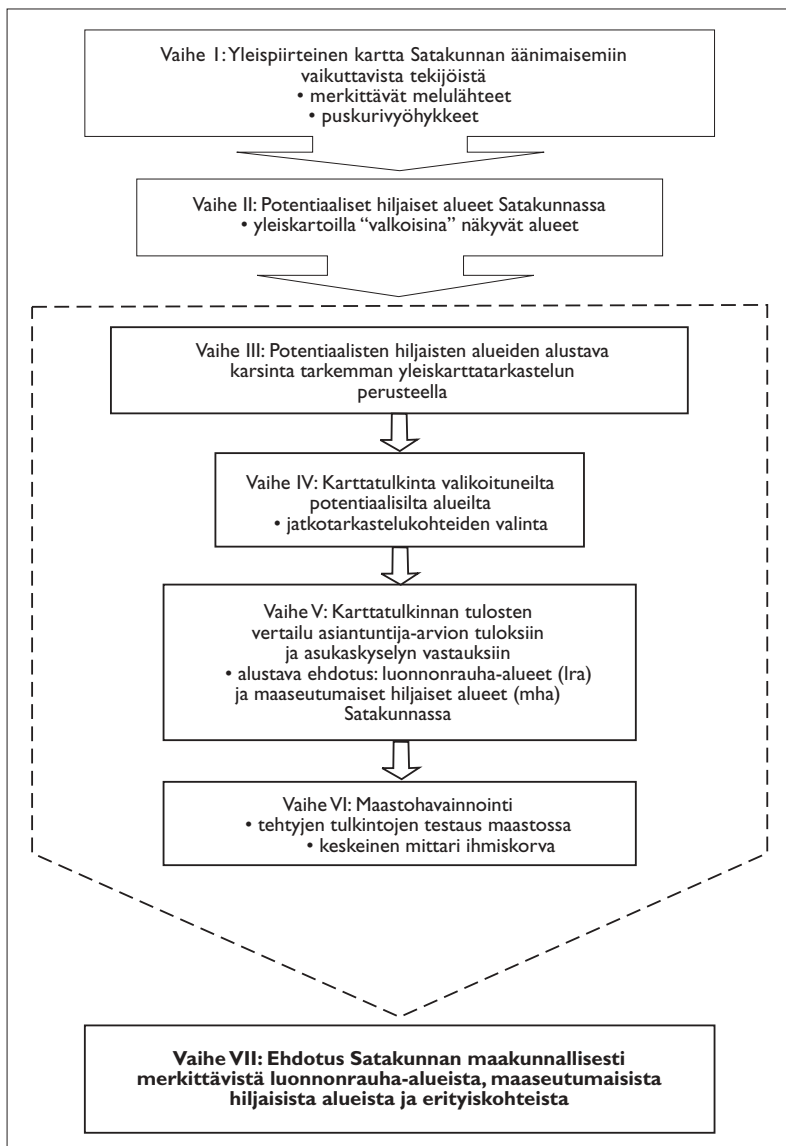 Vaihe I: Yleispiirteinen kartta Satakunnan äänimaisemiin
vaikuttavista tekijöistä
• merkittävät melulähteet
• puskurivyöhykkeet
Vaihe II: Potentiaaliset hiljaiset alueet Satakunnassa
• yleiskartoilla “valkoisina” näkyvät alueet
Vaihe III: Potentiaalisten hiljaisten alueiden alustava
karsinta tarkemman yleiskarttatarkastelun
perusteella
Vaihe IV: Karttatulkinta valikoituneilta
potentiaalisilta alueilta
• jatkotarkastelukohteiden valinta
Vaihe V: Karttatulkinnan tulosten
vertailu asiantuntija-arvion tuloksiin
ja asukaskyselyn vastauksiin
• alustava ehdotus: luonnonrauha-alueet (lra)
ja maaseutumaiset hiljaiset alueet (mha)
Satakunnassa
Vaihe VI: Maastohavainnointi
• tehtyjen tulkintojen testaus maastossa
• keskeinen mittari ihmiskorva
Vaihe VII: Ehdotus Satakunnan maakunnallisesti
merkittävistä luonnonrauha-alueista, maaseutumaisista
hiljaisista alueista ja erityiskohteista